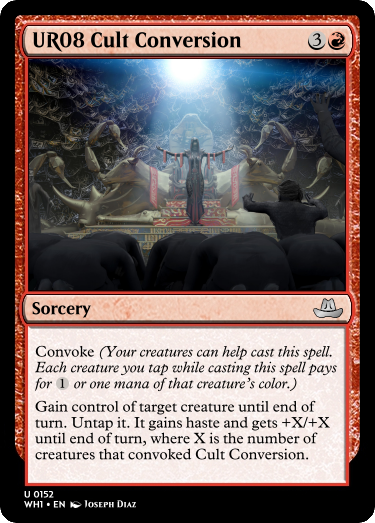 UR08 Cult Conversion 3
Sorcery
Convoke (Your creatures can help cast this spell.
Each creature you tap while casting this spell pays
for 1 or one mana of that creature's color.)
Gain control of target creature until end of
turn. Untap it. It gains haste and gets +X/+X
until end of turn, where X is the number of
creatures that convoked Cult Conversion.
U 0152
WH1 • EN Joseph Diaz